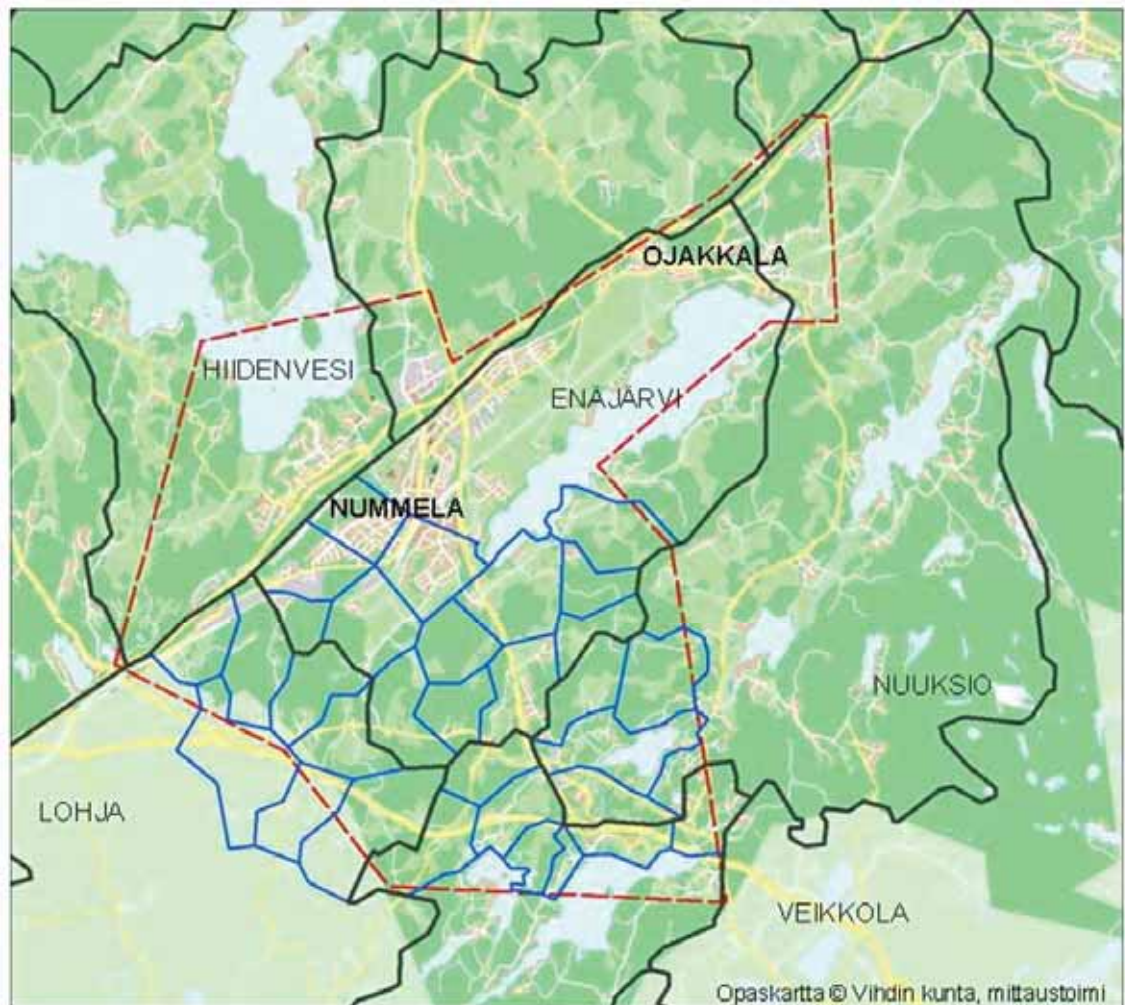 OJAKKALA
HIIDENVESI
ENÄJÄRVI
NUMMELA
NUUKSIO
LOHJA
VEIKKOLA
Opaskartta © Vihdin kunta, mittaustoimi